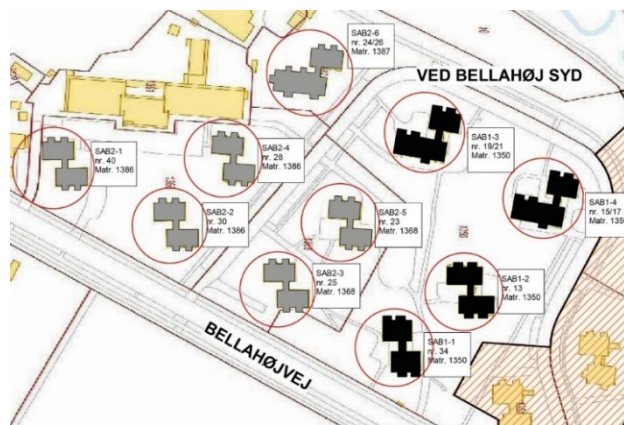 SAB2-6
nr. 24/26
Matr. 1387
VED BELLAHØJ SYD
SAB2-1
nr. 40
Matr. 1386
SAB2-4
nr. 28
Matr. 1386
SAB1-3
nr. 19/21
Matr. 1350
SAB2-2
nr. 30
Matr. 1386
SAB2-5
nr. 23
Matr. 1368
SAB1-4
nr. 15/17
Matr. 135
SAB2-3
nr. 25
Matr. 1368
SAB1-2
nr. 13
Matr. 1350
BELLAHØJVEJ
SAB1-1
nr. 34
Matr. 1350